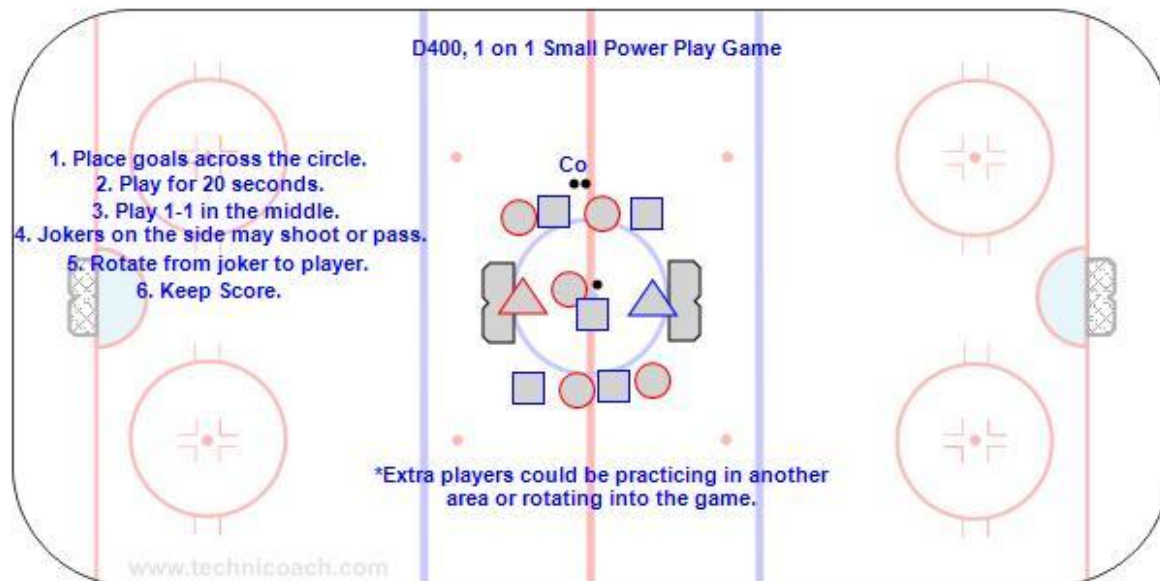 D400, 1 on 1 Small Power Play Game
1. Place goals across the circle.
2. Play for 20 seconds.
3. Play 1-1 in the middle.
4. Jokers on the side may shoot or pass.
5. Rotate from joker to player.
6. Keep Score.
Co
*Extra players could be practicing in another
area or rotating into the game.
www.technicoach.com